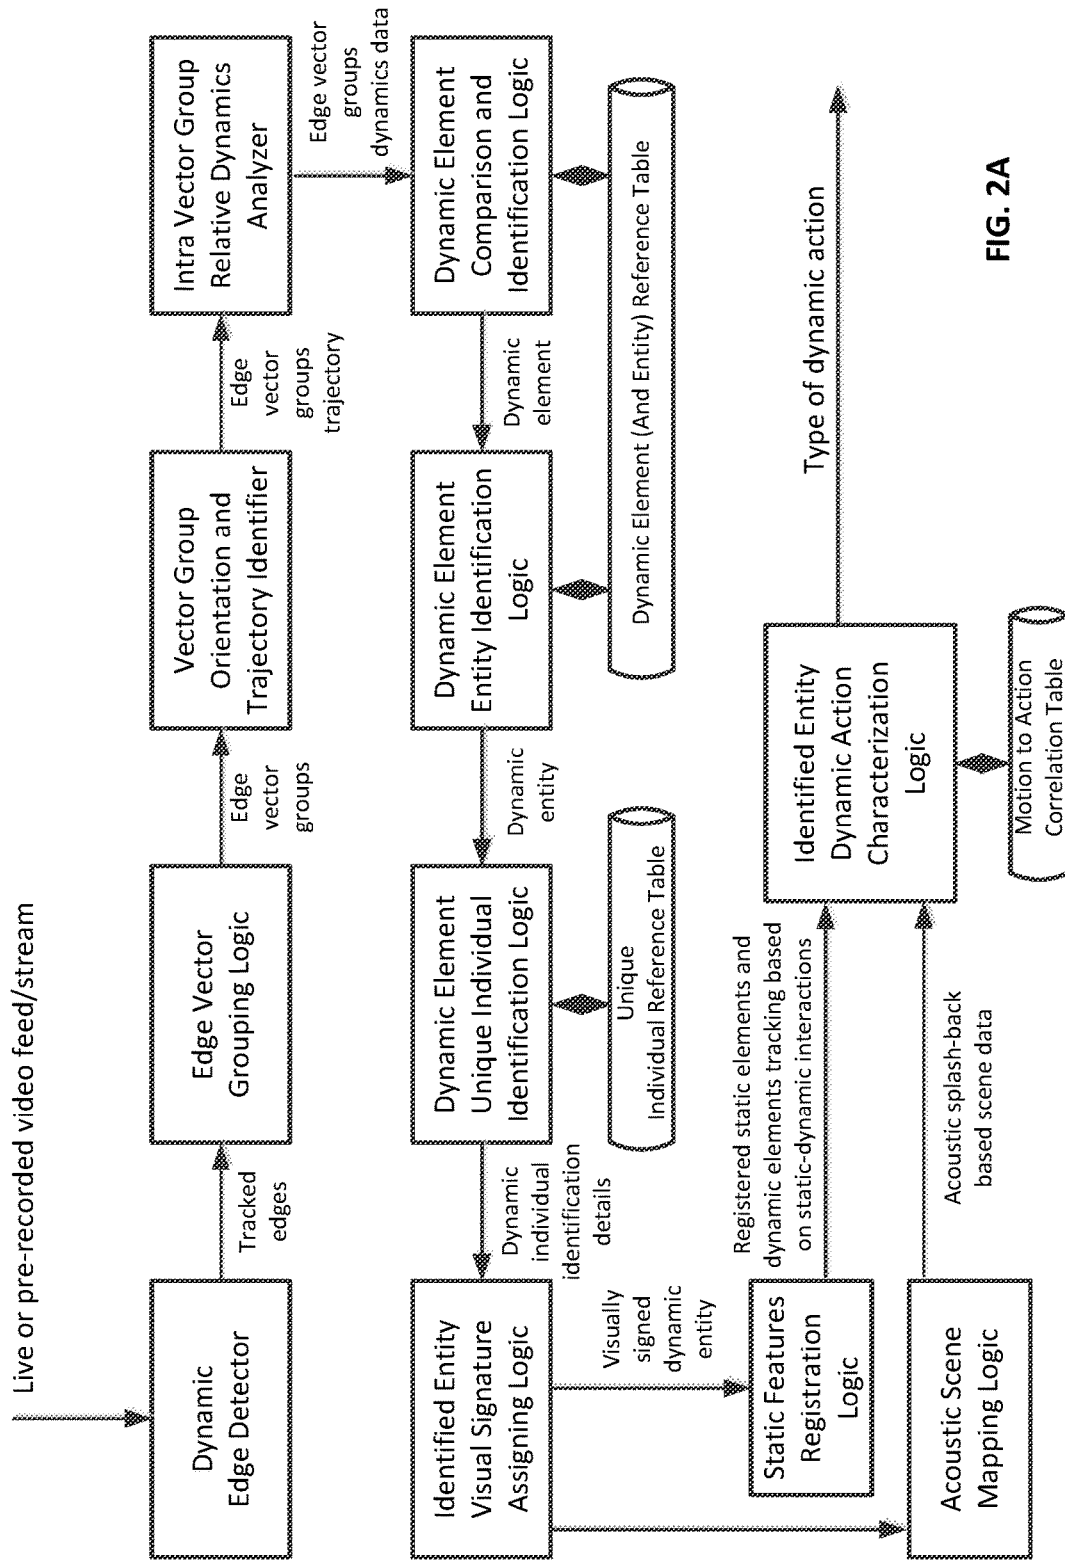 Live or pre-recorded video feed/stream
Dynamic
Edge Detector
Tracked
edges
Edge Vector
Grouping Logic
Edge
vector
groups
Vector Group
Orientation and
Trajectory Identifier
Edge
vector
groups
trajectory
Intra Vector Group
Relative Dynamics
Analyzer
Edge vector
groups
dynamics data
Dynamic Element
Comparison and
Identification Logic
Dynamic
element
Dynamic Element
Entity Identification
Logic
Dynamic Element (And Entity) Reference Table
Dynamic
entity
Dynamic Element
Unique Individual
Identification Logic
Unique
Individual Reference Table
Dynamic
individual
identification
details
Identified Entity
Visual Signature
Assigning Logic
Visually
signed
dynamic
entity
Static Features
Registration
Logic
Registered static elements and
dynamic elements tracking based
on static-dynamic interactions
Acoustic Scene
Mapping Logic
Acoustic splash-back
based scene data
Identified Entity
Dynamic Action
Characterization
Logic
Motion to Action
Correlation Table
Type of dynamic action
FIG. 2A